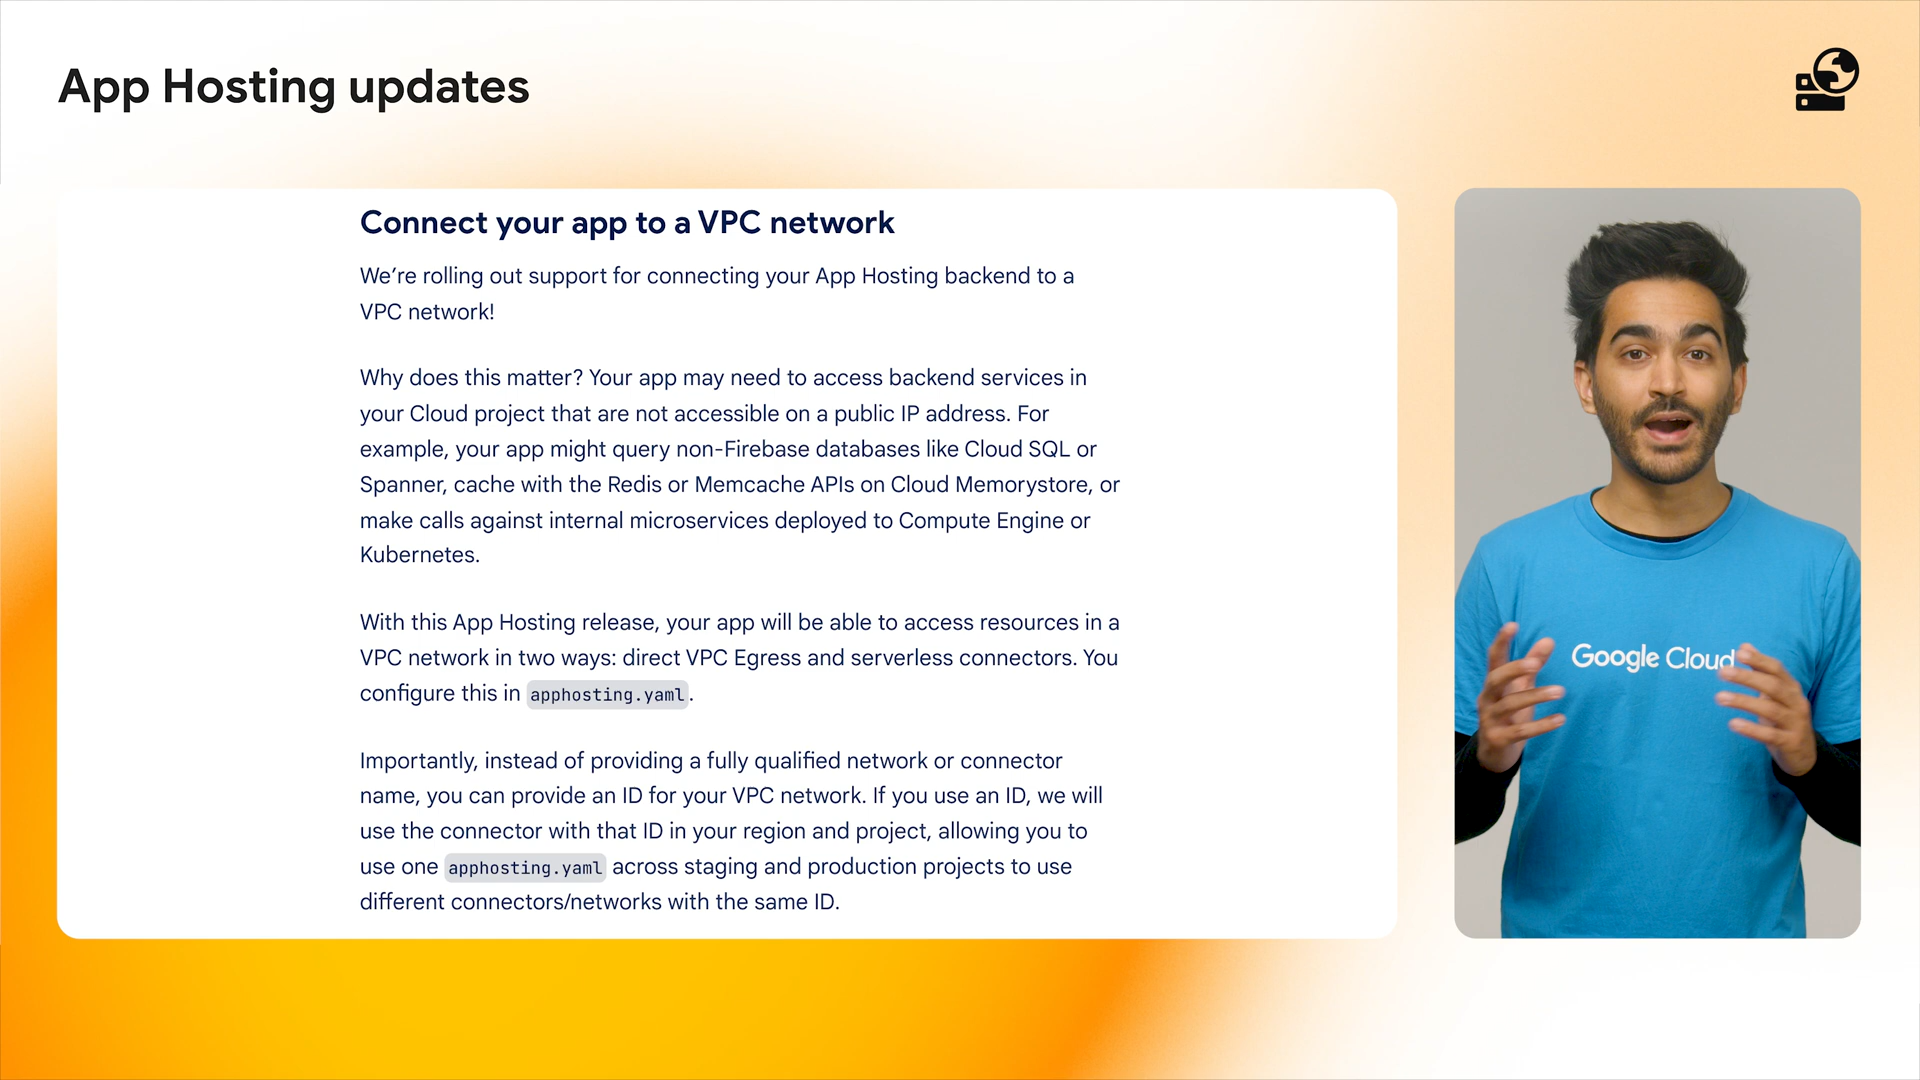 App Hosting updates
Connect your app to a VPC network
We’re rolling out support for connecting your App Hosting backend to a
VPC network!
Why does this matter? Your app may need to access backend services in
your Cloud project that are not accessible on a public IP address. For
example, your app might query non-Firebase databases like Cloud SQL or
Spanner, cache with the Redis or Memcache APIs on Cloud Memorystore, or
make calls against internal microservices deployed to Compute Engine or
Kubernetes.
With this App Hosting release, your app will be able to access resources in a
VPC network in two ways: direct VPC Egress and serverless connectors. You
configure this in apphosting.yaml.
Importantly, instead of providing a fully qualified network or connector
name, you can provide an ID for your VPC network. If you use an ID, we will
use the connector with that ID in your region and project, allowing you to
use one apphosting.yaml across staging and production projects to use
different connectors/networks with the same ID.
Google Cloud